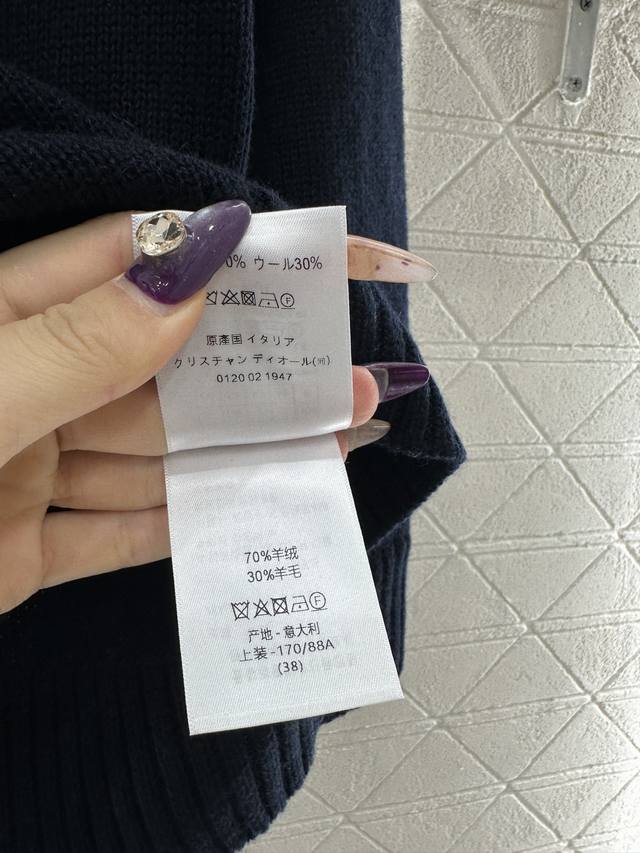 0% ウール30%
原產国 イタリア
クリスチャン ディオール(㈲)
0120 02 1947
70%羊绒
30%羊毛
产地 - 意大利
上装 -170/88A
(38)